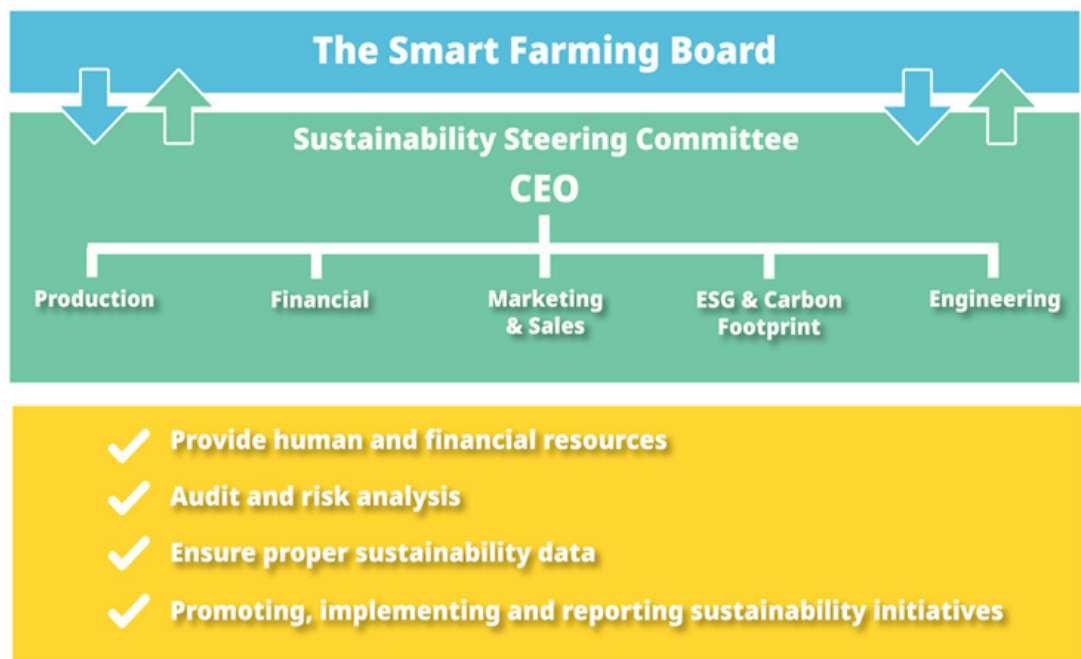 The Smart Farming Board
Sustainability Steering Committee
CEO
Production
Financial
Marketing
& Sales
ESG & Carbon
Footprint
Engineering
Provide human and financial resources
Audit and risk analysis
Ensure proper sustainability data
Promoting, implementing and reporting sustainability initiatives